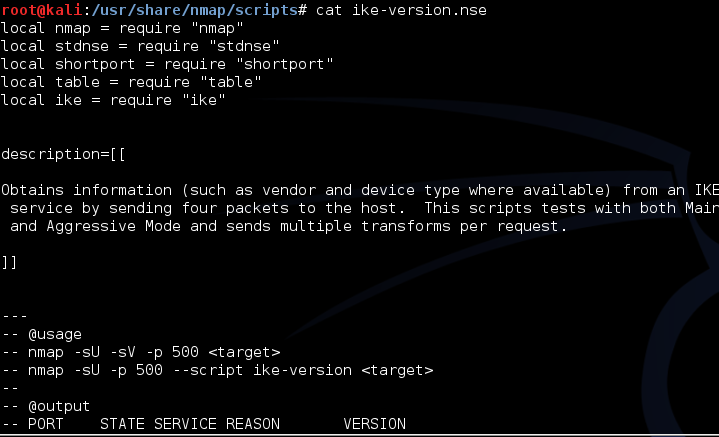 root@kali:/usr/share/nmap/scripts# cat ike-version.nse
local nmap = require "nmap"
local stdnse = require "stdnse"
local shortport = require "shortport"
local table = require "table"
local ike = require "ike"
description=[[
Obtains information (such as vendor and device type where available) from an IKE
 service by sending four packets to the host.  This scripts tests with both Main
 and Aggressive Mode and sends multiple transforms per request.
]]
---
-- @usage
-- nmap -sU -sV -p 500 <target>
-- nmap -sU -p 500 --script ike-version <target>
--
-- @output
-- PORT    STATE SERVICE REASON       VERSION